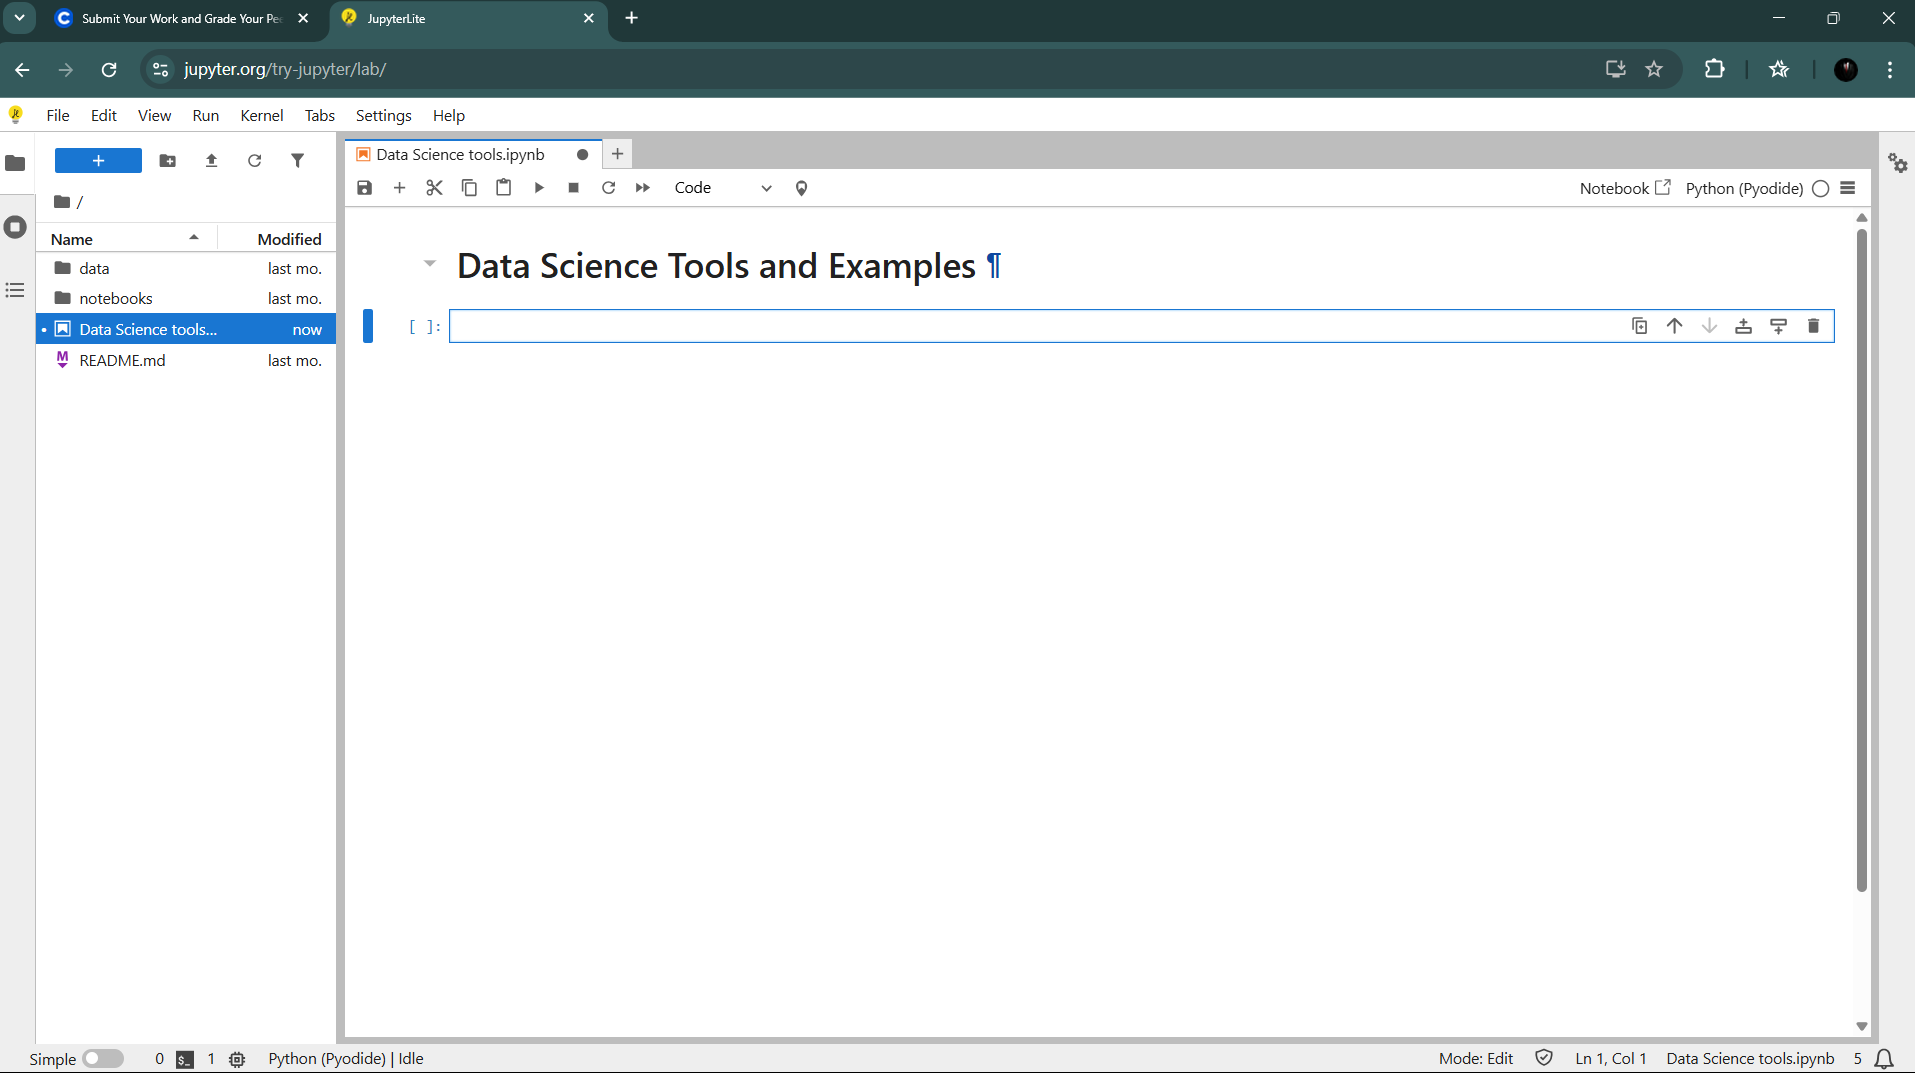 Submit Your Work and Grade Your Pe
JupyterLite
jupyter.org/try-jupyter/lab/
File Edit View Run Kernel Tabs Settings Help
Data Science tools.ipynb
Code
Notebook
Python (Pyodide)
/
Name Modified
data last mo.
notebooks last mo.
Data Science tools... now
README.md last mo.
Data Science Tools and Examples ¶
[ ]:
Simple 0 1 Python (Pyodide) | Idle Mode: Edit Ln 1, Col 1 Data Science tools.ipynb 5